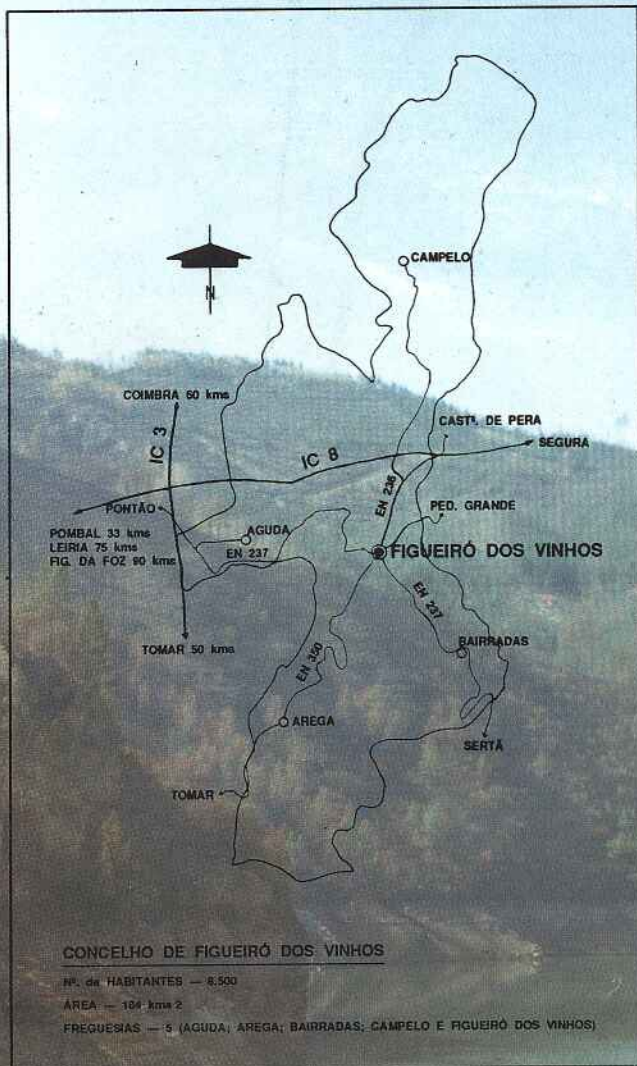 CAMPELO
N
COIMBRA 60 kms
IC 3
IC 8
CASTª. DE PERA
SEGURA
EN 236
PONTÃO
PED. GRANDE
POMBAL 33 kms
LEIRIA 75 kms
FIG. DA FOZ 90 kms
AGUDA
EN 237
FIGUEIRÓ DOS VINHOS
EN 237
TOMAR 50 kms
EN 350
BAIRRADAS
AREGA
SERTÃ
TOMAR
CONCELHO DE FIGUEIRÓ DOS VINHOS
Nº. de HABITANTES — 8.500
ÁREA — 184 kms 2
FREGUESIAS — 5 (AGUDA; AREGA; BAIRRADAS; CAMPELO E FIGUEIRÓ DOS VINHOS)